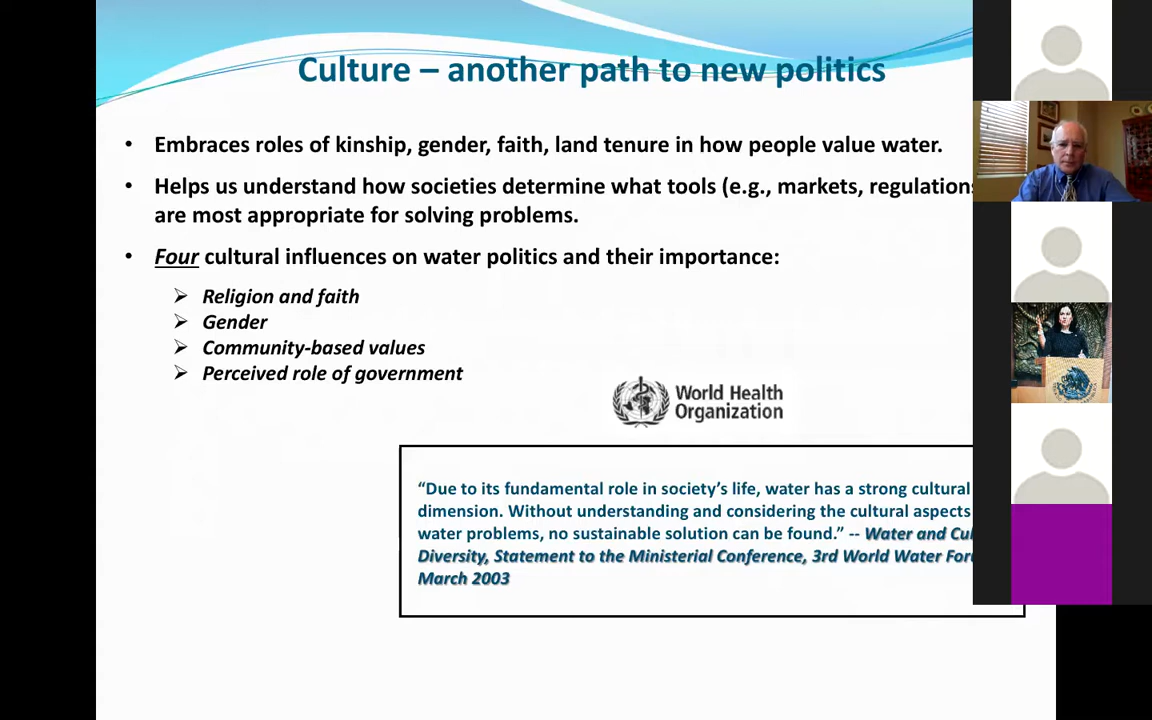 Culture – another path to new politics
• Embraces roles of kinship, gender, faith, land tenure in how people value water.
• Helps us understand how societies determine what tools (e.g., markets, regulations
are most appropriate for solving problems.
• Four cultural influences on water politics and their importance:
➢ Religion and faith
➢ Gender
➢ Community-based values
➢ Perceived role of government
World Health
Organization
“Due to its fundamental role in society’s life, water has a strong cultural
dimension. Without understanding and considering the cultural aspects
water problems, no sustainable solution can be found.” -- Water and
Diversity, Statement to the Ministerial Conference, 3rd World Water
March 2003